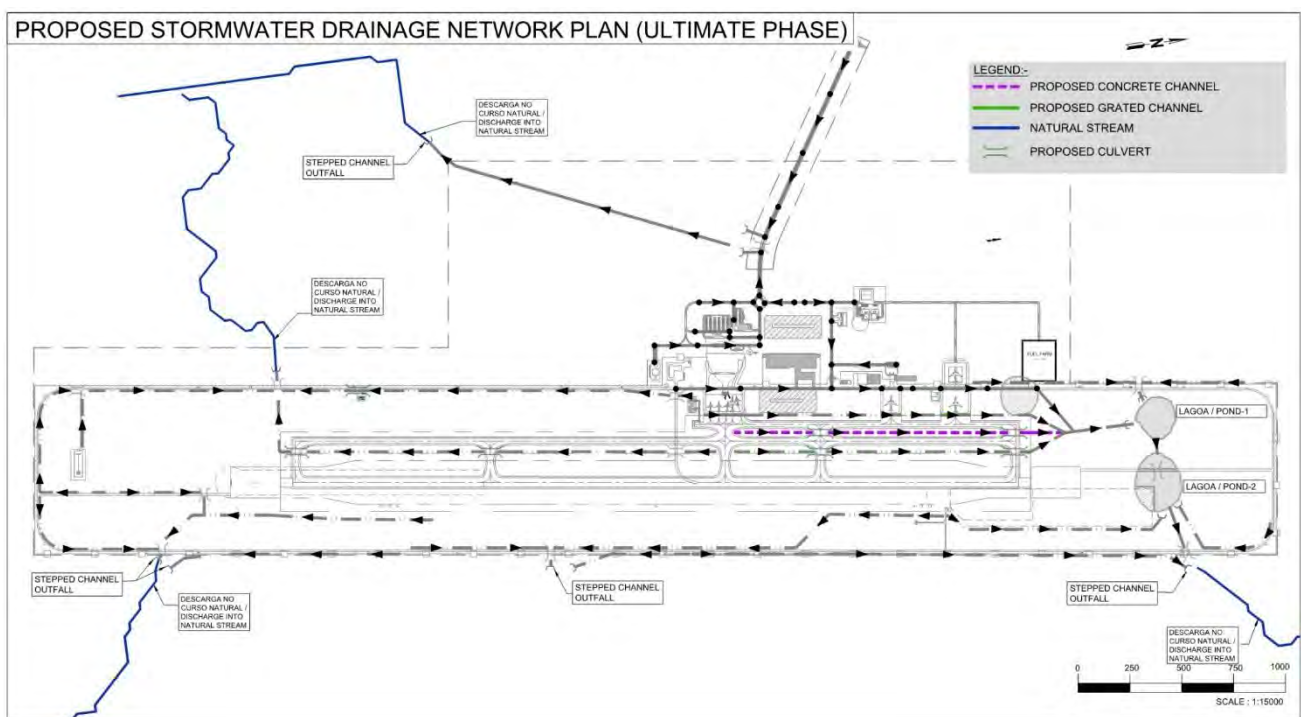 PROPOSED STORMWATER DRAINAGE NETWORK PLAN (ULTIMATE PHASE)
Z
LEGEND:-
PROPOSED CONCRETE CHANNEL
PROPOSED GRATED CHANNEL
NATURAL STREAM
PROPOSED CULVERT
DESCARGA NO
CURSO NATURAL /
DISCHARGE INTO
NATURAL STREAM
STEPPED CHANNEL
OUTFALL
DESCARGA NO
CURSO NATURAL /
DISCHARGE INTO
NATURAL STREAM
FUEL FARM
LAGOA / POND-1
LAGOA / POND-2
STEPPED CHANNEL
OUTFALL
DESCARGA NO
CURSO NATURAL /
DISCHARGE INTO
NATURAL STREAM
STEPPED CHANNEL
OUTFALL
STEPPED CHANNEL
OUTFALL
DESCARGA NO
CURSO NATURAL /
DISCHARGE INTO
NATURAL STREAM
0 250 500 750 1000
SCALE : 1:15000